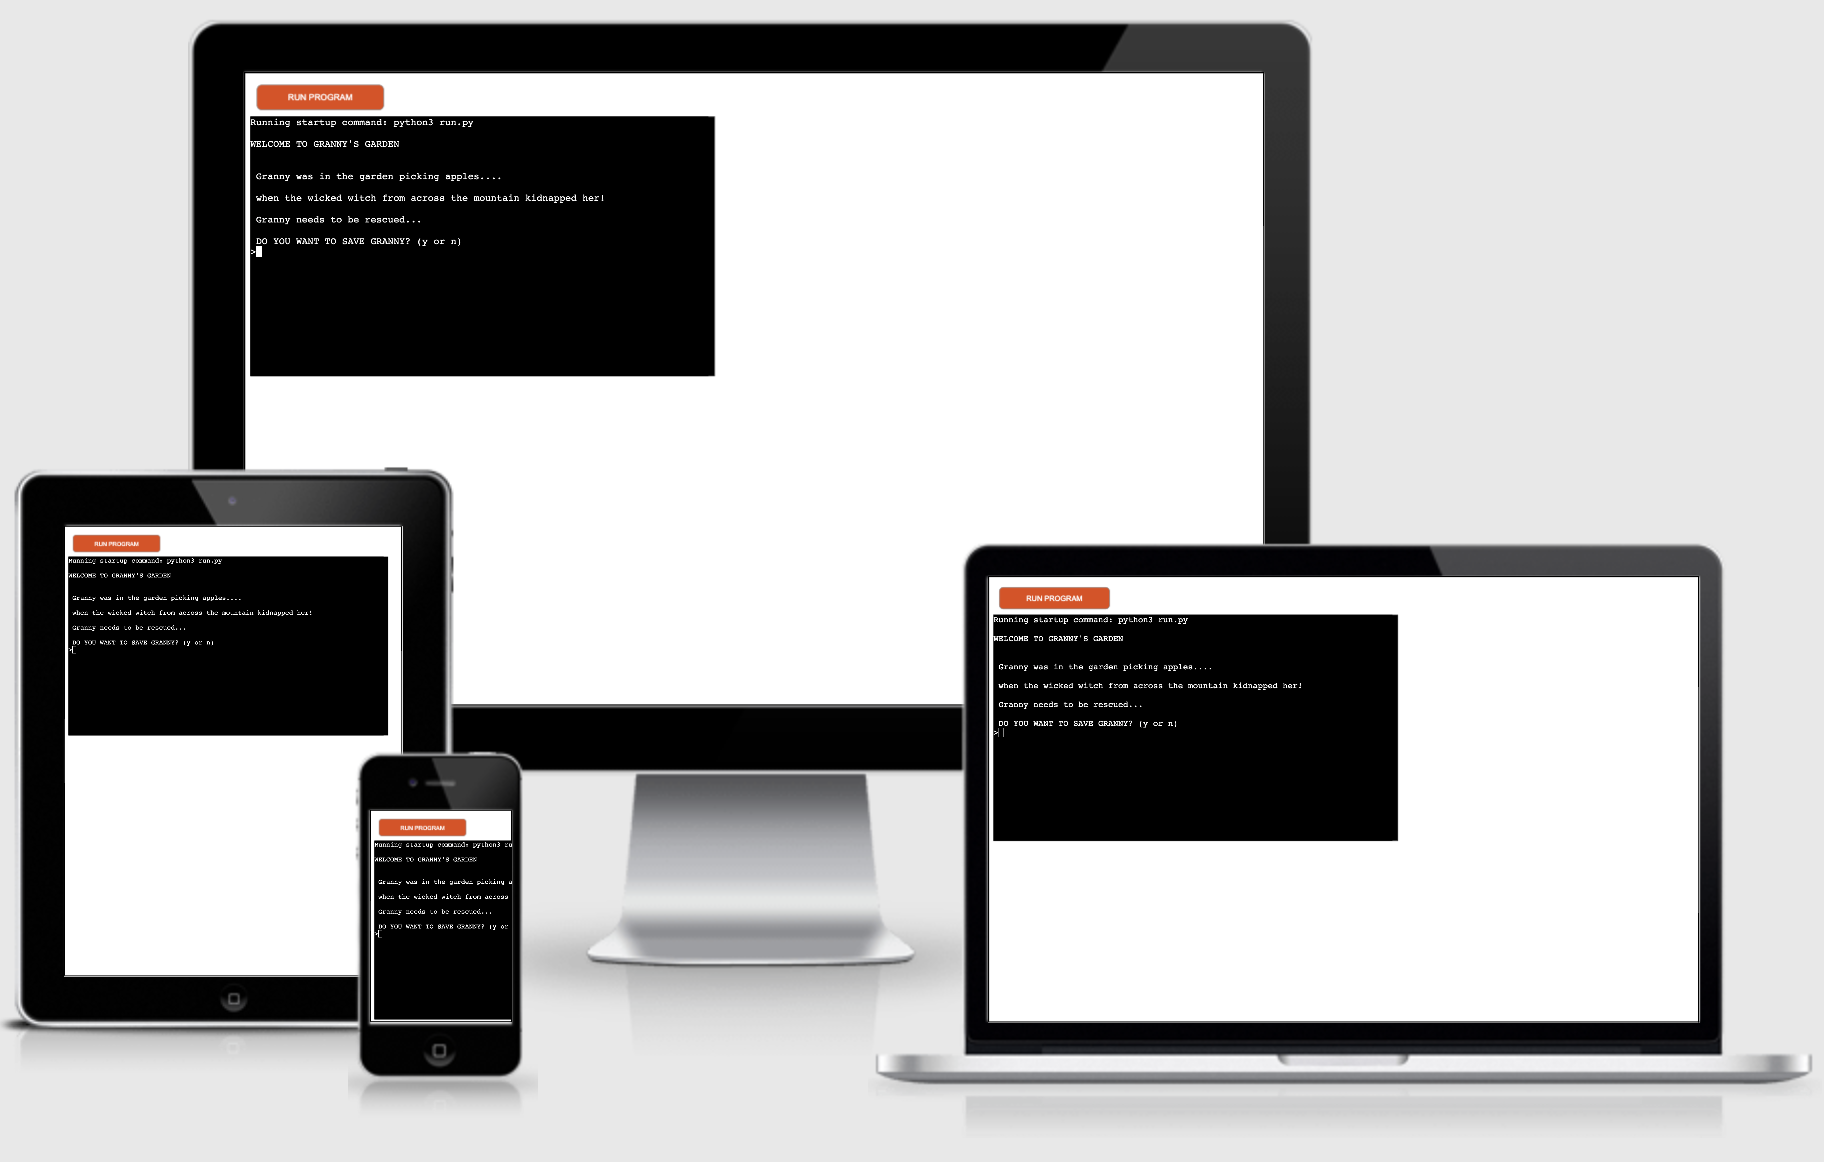 RUN PROGRAM
Running startup command: python3 run.py
WELCOME TO GRANNY'S GARDEN
Granny was in the garden picking apples....
when the wicked witch from across the mountain kidnapped her!
Granny needs to be rescued...
DO YOU WANT TO SAVE GRANNY? (y or n)
>
RUN PROGRAM
Running startup command: python3 run.py
WELCOME TO GRANNY'S GARDEN
Granny was in the garden picking apples....
when the wicked witch from across the mountain kidnapped her!
Granny needs to be rescued...
DO YOU WANT TO SAVE GRANNY? (y or n)
>
RUN PROGRAM
Running startup command: python3 ru
WELCOME TO GRANNY'S GARDEN
Granny was in the garden picking a
when the wicked witch from across
Granny needs to be rescued...
DO YOU WANT TO SAVE GRANNY? (y or
>
RUN PROGRAM
Running startup command: python3 run.py
WELCOME TO GRANNY'S GARDEN
Granny was in the garden picking apples....
when the wicked witch from across the mountain kidnapped her!
Granny needs to be rescued...
DO YOU WANT TO SAVE GRANNY? (y or n)
>